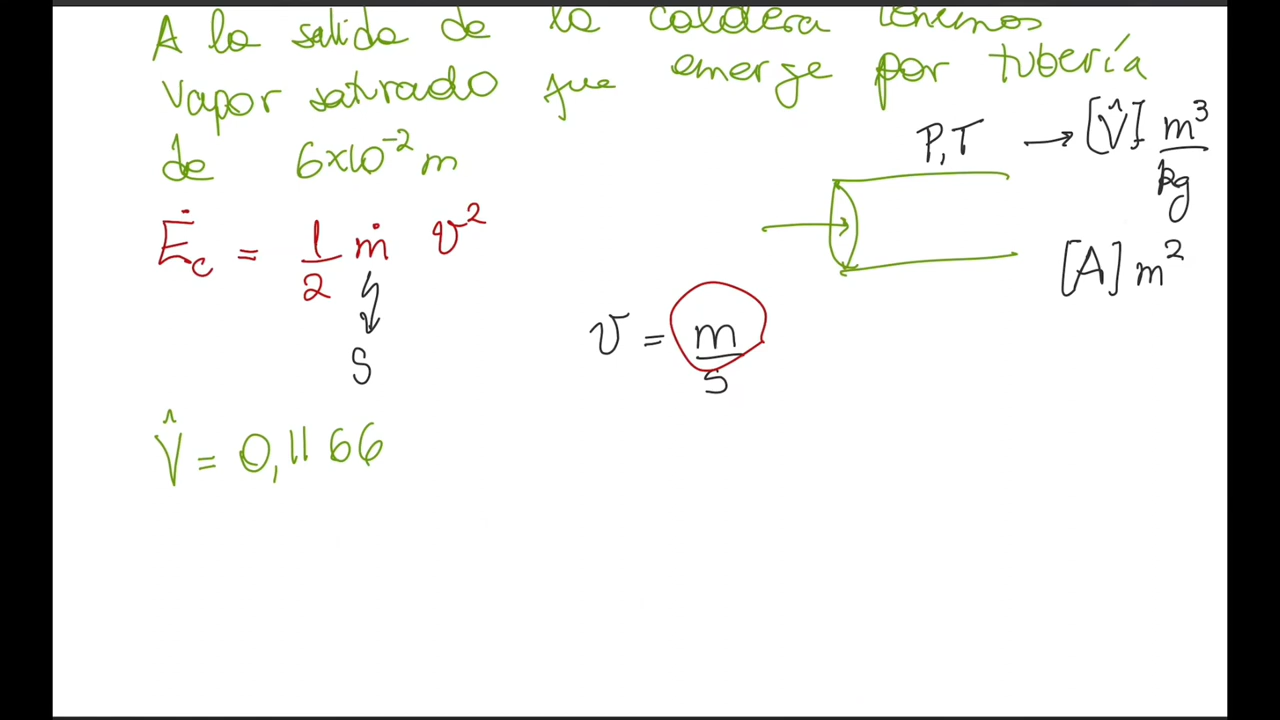 A la salida de la caldera tenemos
vapor saturado que emerge por tubería
de 6x10⁻² m
P,T → [V̂] m³/kg
Ėc = 1/2 ṁ v²
[A] m²
v = m/s
S
V̂ = 0,1166